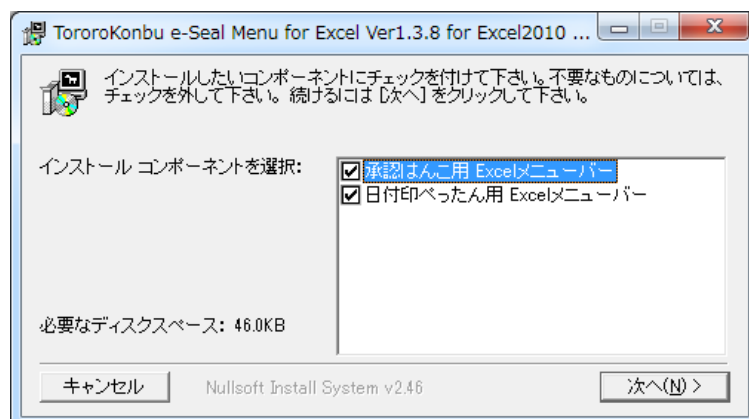 TororoKonbu e-Seal Menu for Excel Ver1.3.8 for Excel2010 ...
インストールしたいコンポーネントにチェックを付けて下さい。不要なものについては、
チェックを外して下さい。続けるには [次へ] をクリックして下さい。
インストール コンポーネントを選択:
承認はんこ用 Excelメニューバー
日付印ぺったん用 Excelメニューバー
必要なディスクスペース: 46.0KB
キャンセル
Nullsoft Install System v2.46
次へ(N) >